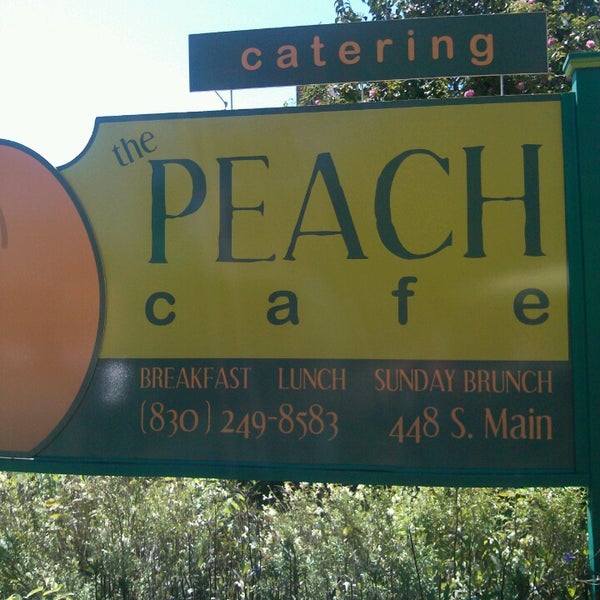 catering
the
PEACH
cafe
BREAKFAST LUNCH SUNDAY BRUNCH
(830) 249-8583 448 S. Main